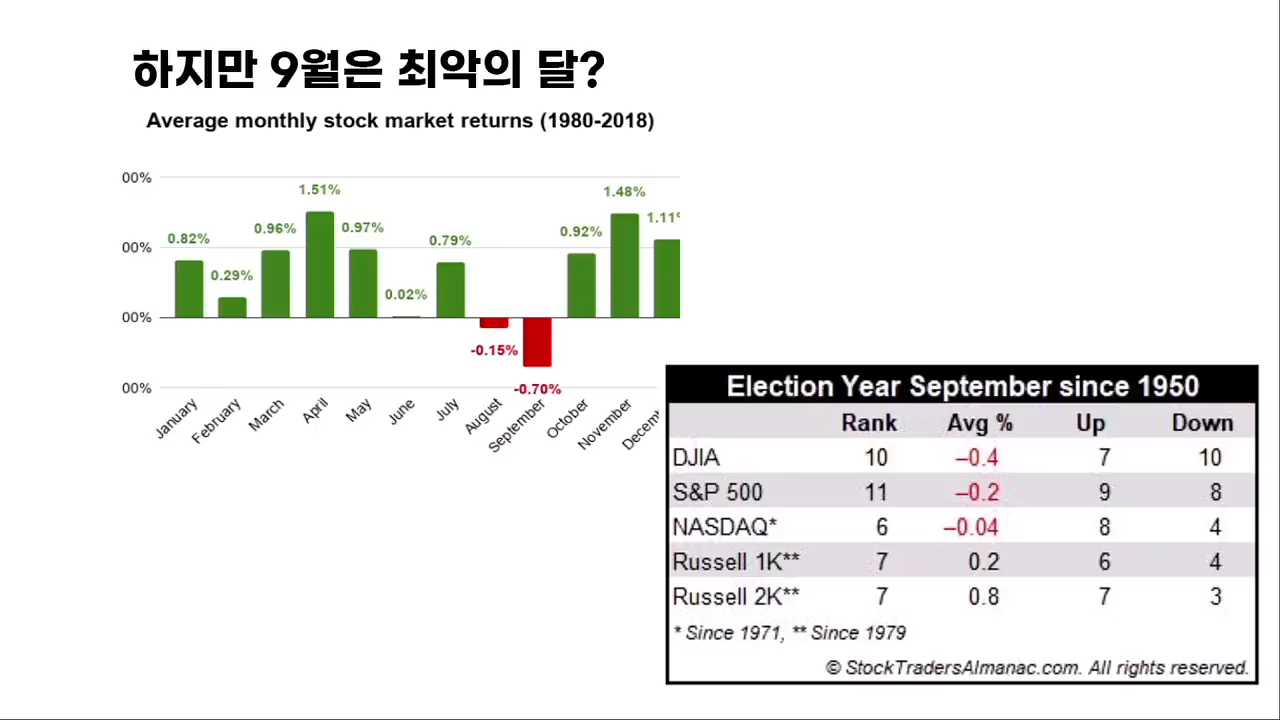 하지만 9월은 최악의 달?
Average monthly stock market returns (1980-2018)
00%
00%
00%
00%
0.82%
0.29%
0.96%
1.51%
0.97%
0.02%
0.79%
-0.15%
-0.70%
0.92%
1.48%
1.11
January
February
March
April
May
June
July
August
September
October
November
Decem
Election Year September since 1950
Rank Avg % Up Down
DJIA 10 –0.4 7 10
S&P 500 11 –0.2 9 8
NASDAQ* 6 –0.04 8 4
Russell 1K** 7 0.2 6 4
Russell 2K** 7 0.8 7 3
* Since 1971, ** Since 1979
© StockTradersAlmanac.com. All rights reserved.